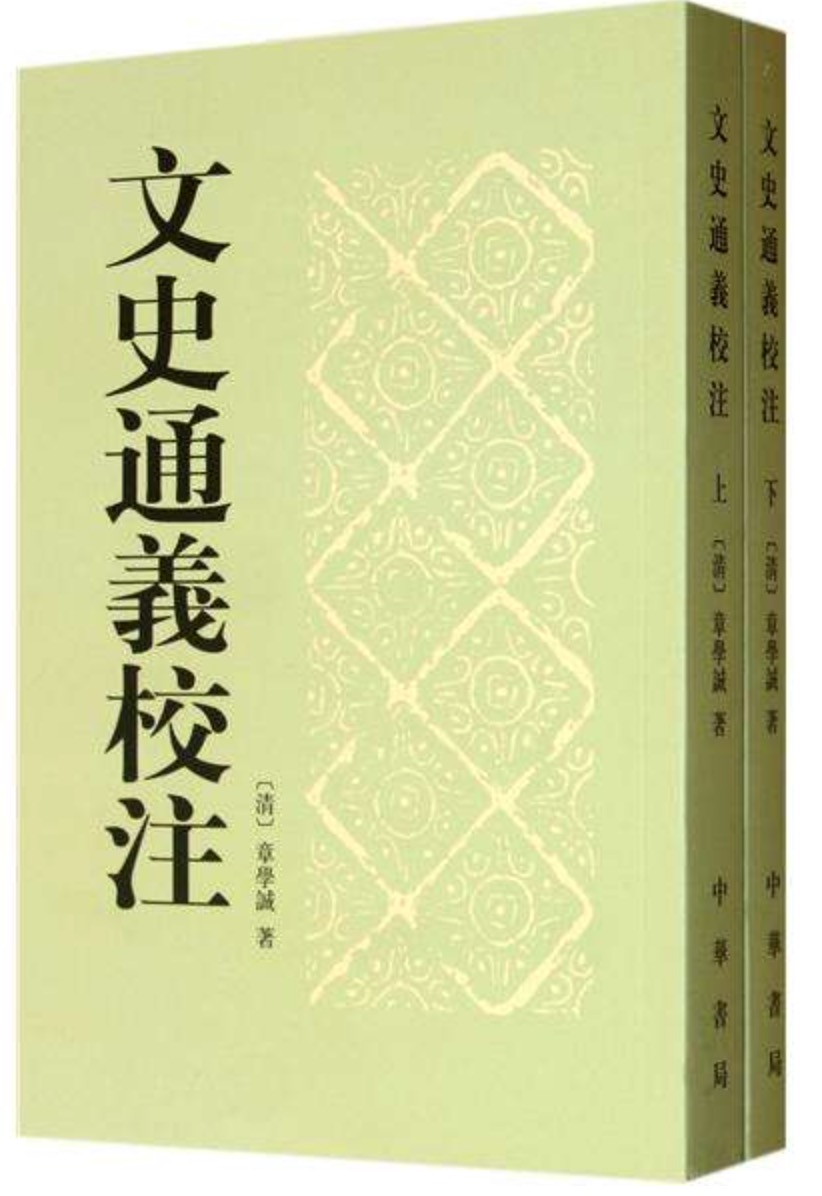 文史通義校注
〔清〕章學誠 著
文史通義校注 上 〔清〕章學誠 著 中華書局
文史通義校注 下 〔清〕章學誠 著 中華書局